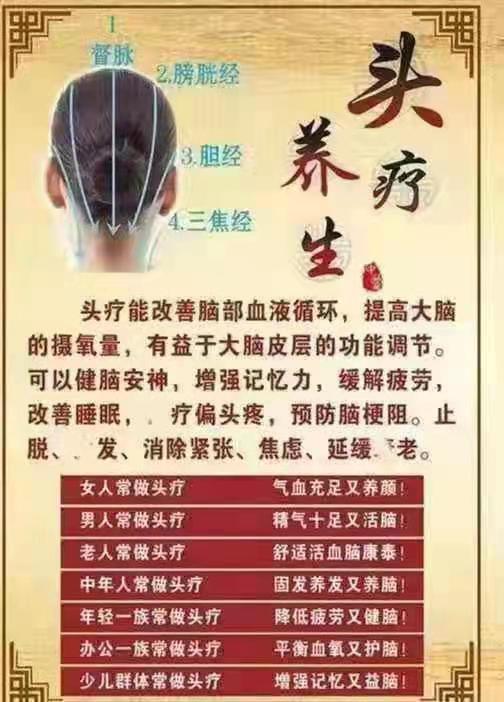 1
督脉
2.膀胱经
3.胆经
4.三焦经
头疗
养生
头疗能改善脑部血液循环，提高大脑
的摄氧量，有益于大脑皮层的功能调节。
可以健脑安神，增强记忆力，缓解疲劳，
改善睡眠，疗偏头疼，预防脑梗阻。止
脱、发、消除紧张、焦虑、延缓老。
女人常做头疗 气血充足又养颜！
男人常做头疗 精气十足又活脑！
老人常做头疗 舒适活血脑康泰！
中年人常做头疗 固发养发又养脑！
年轻一族常做头疗 降低疲劳又健脑！
办公一族常做头疗 平衡血氧又护脑！
少儿群体常做头疗 增强记忆又益脑！